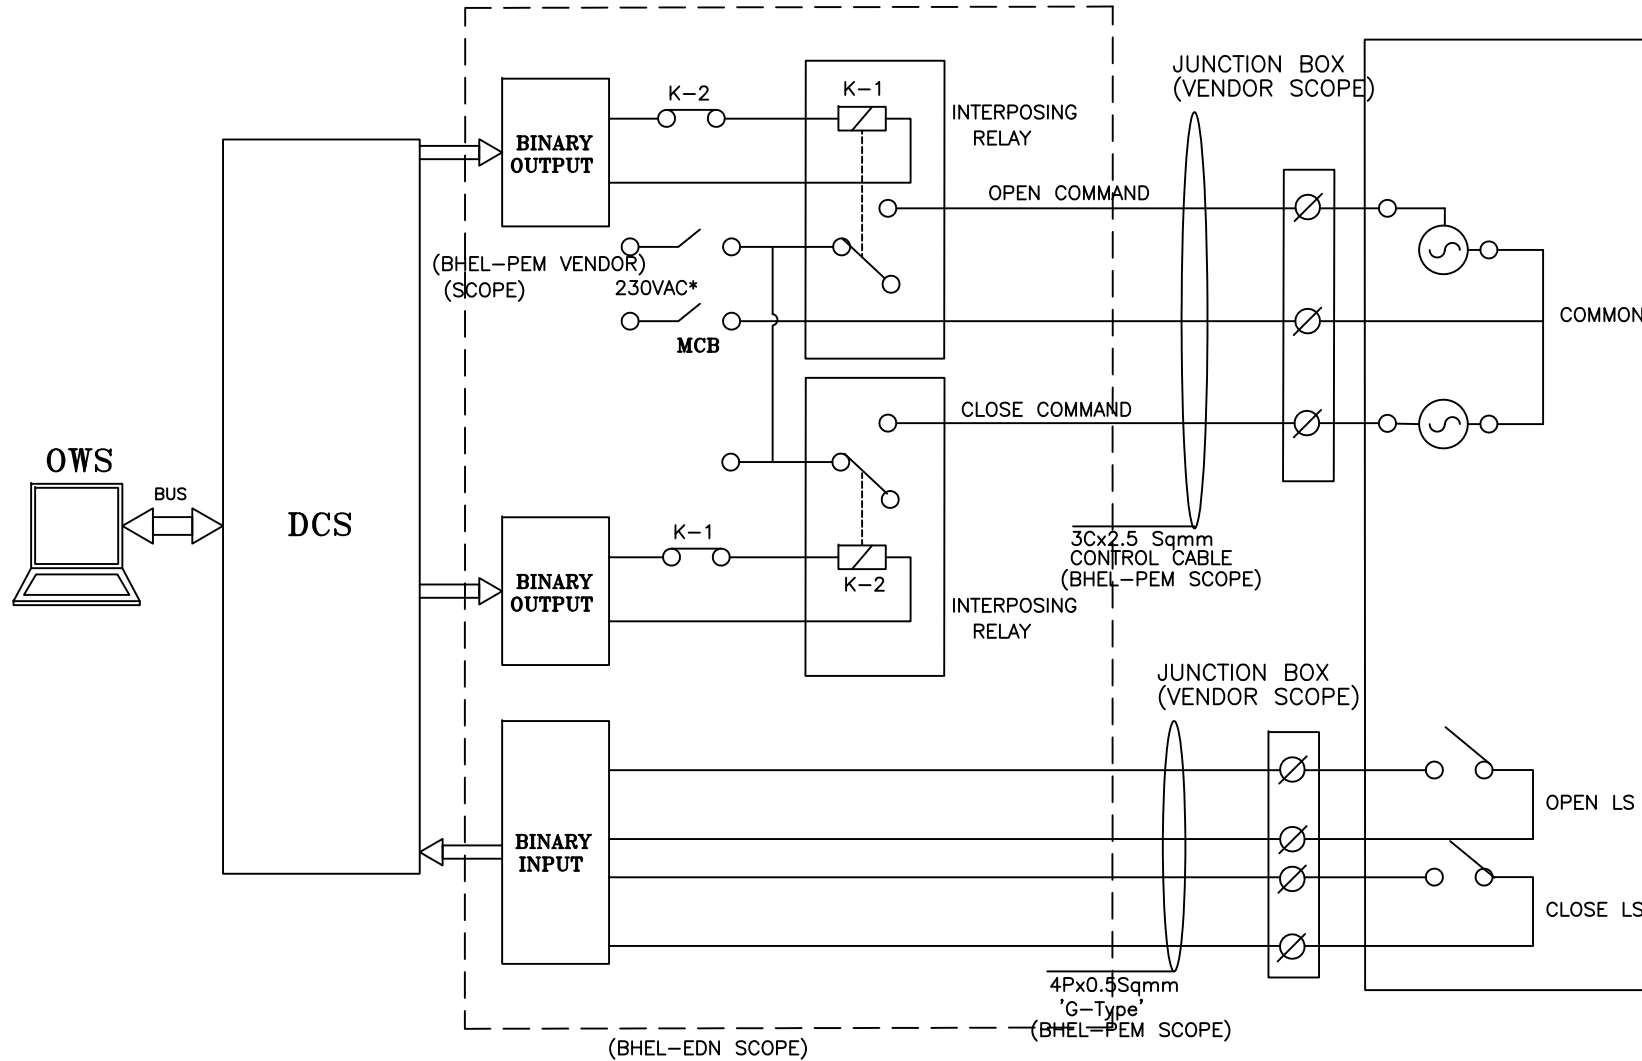 JUNCTION BOX
(VENDOR SCOPE)
K-2
K-1
INTERPOSING
RELAY
BINARY
OUTPUT
OPEN COMMAND
(BHEL-PEM VENDOR)
(SCOPE)
230VAC*
MCB
COMMON
CLOSE COMMAND
OWS
BUS
DCS
K-1
3Cx2.5 Sqmm
CONTROL CABLE
(BHEL-PEM SCOPE)
BINARY
OUTPUT
K-2
INTERPOSING
RELAY
JUNCTION BOX
(VENDOR SCOPE)
OPEN LS
BINARY
INPUT
CLOSE LS
4Px0.5Sqmm
'G-Type'
(BHEL-PEM SCOPE)
(BHEL-EDN SCOPE)